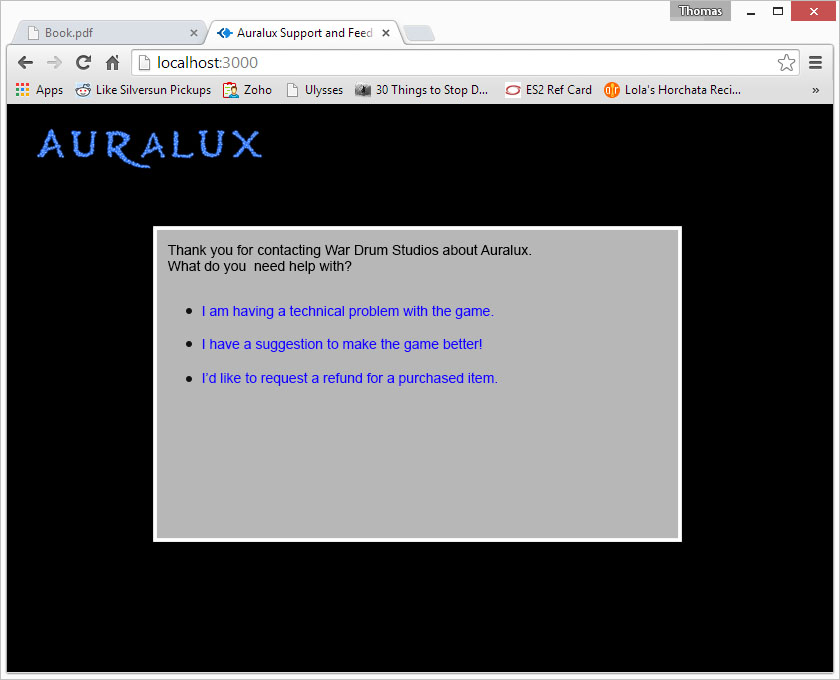 Thomas
Book.pdf
Auralux Support and Feed
localhost:3000
Apps Like Silversun Pickups Zoho Ulysses 30 Things to Stop D... ES2 Ref Card Lola's Horchata Reci... »
AURALUX
Thank you for contacting War Drum Studios about Auralux.
What do you  need help with?
I am having a technical problem with the game.
I have a suggestion to make the game better!
I'd like to request a refund for a purchased item.